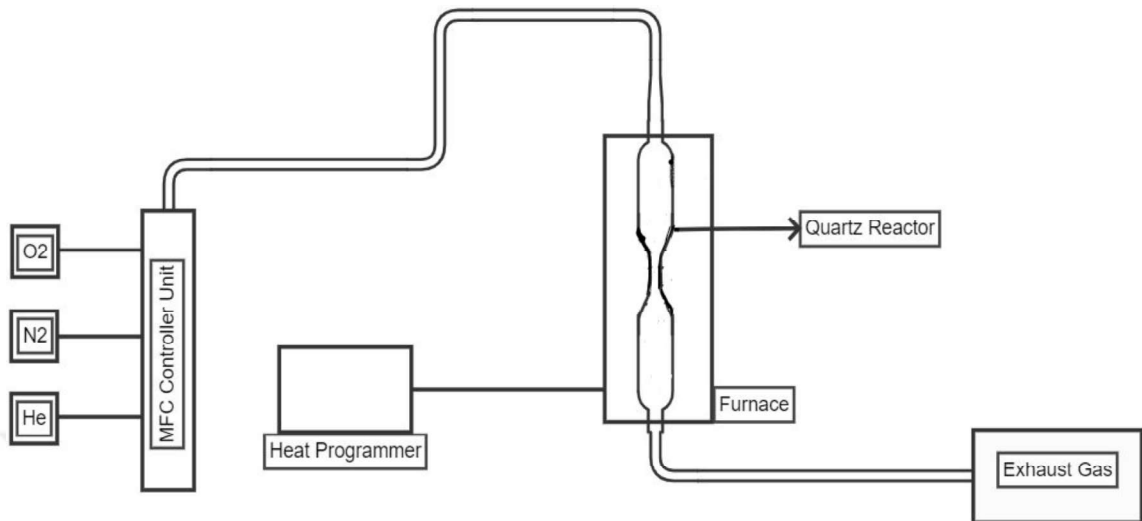 O2
N2
He
MFC Controller Unit
Heat Programmer
Quartz Reactor
Furnace
Exhaust Gas